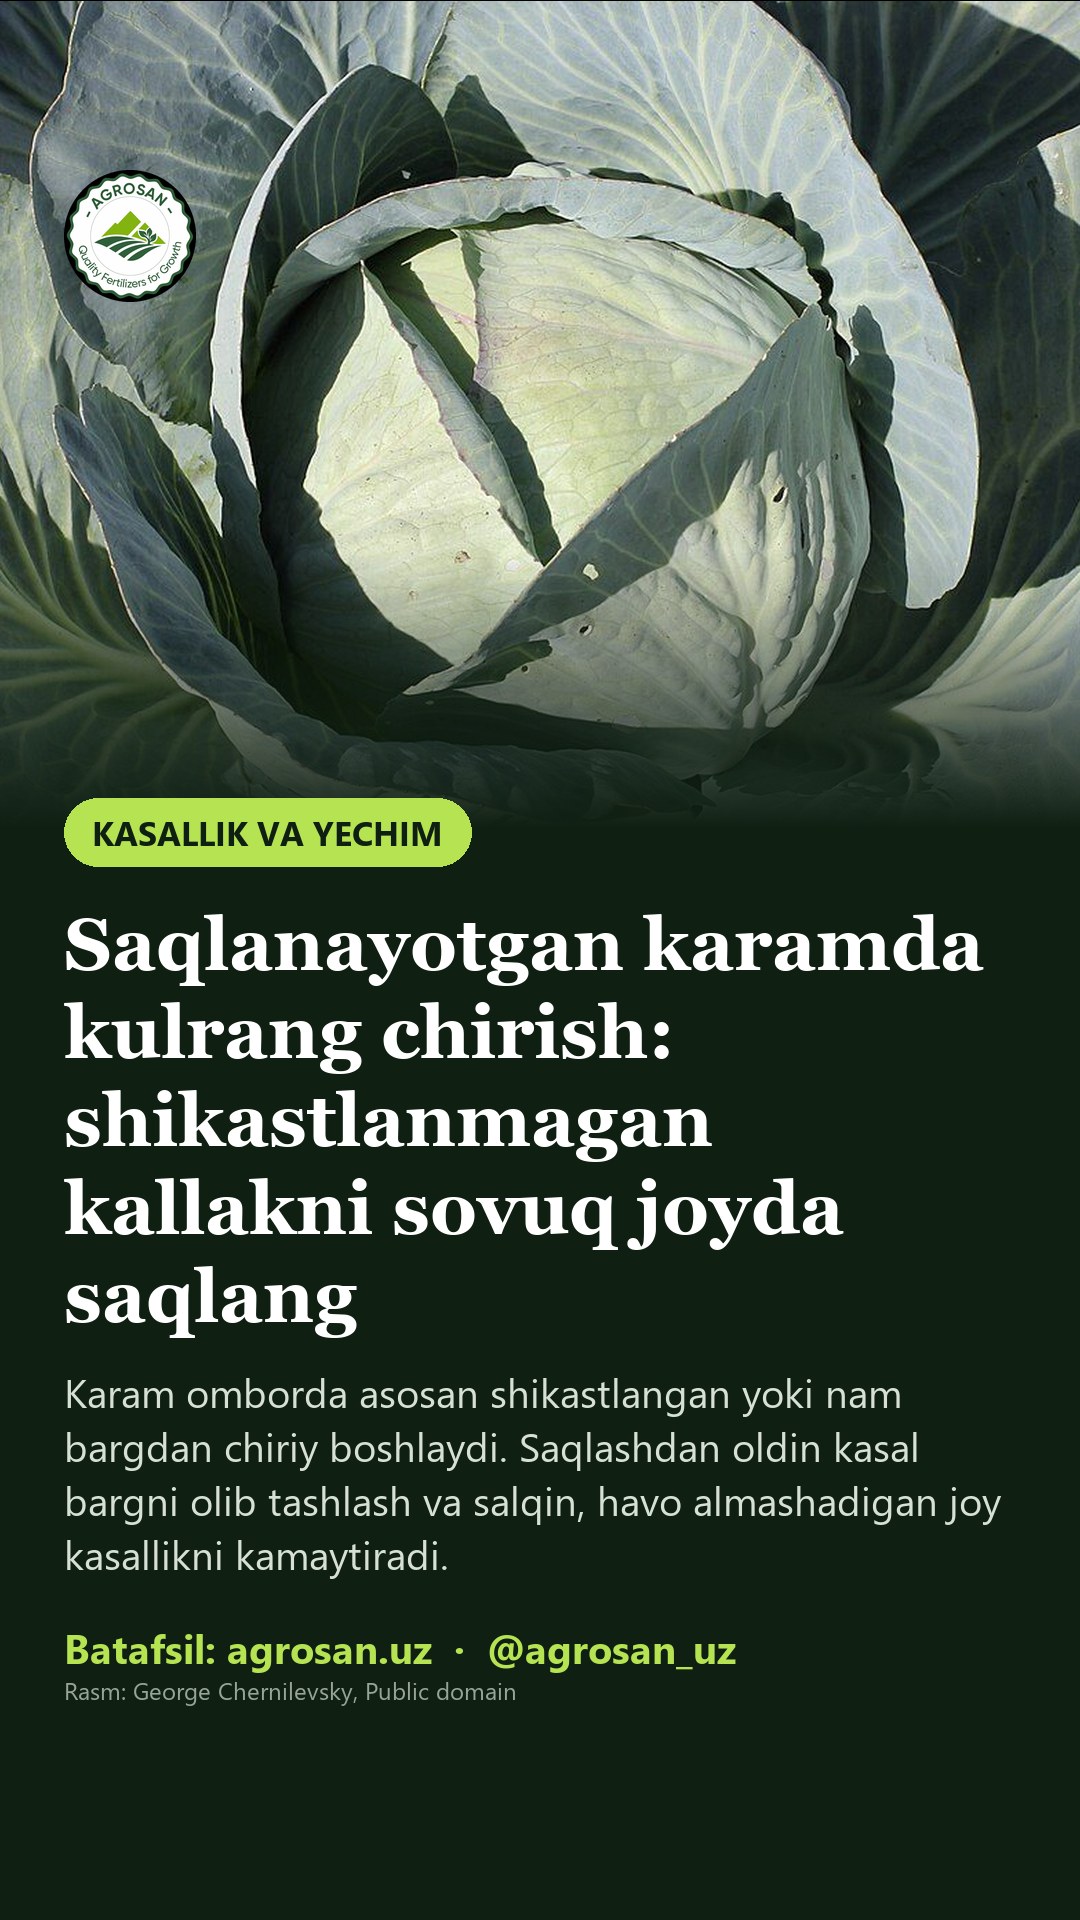 - AGROSAN -
Quality Fertilizers for Growth
KASALLIK VA YECHIM
Saqlanayotgan karamda
kulrang chirish:
shikastlanmagan
kallakni sovuq joyda
saqlang
Karam omborda asosan shikastlangan yoki nam
bargdan chiriy boshlaydi. Saqlashdan oldin kasal
bargni olib tashlash va salqin, havo almashadigan joy
kasallikni kamaytiradi.
Batafsil: agrosan.uz · @agrosan_uz
Rasm: George Chernilevsky, Public domain